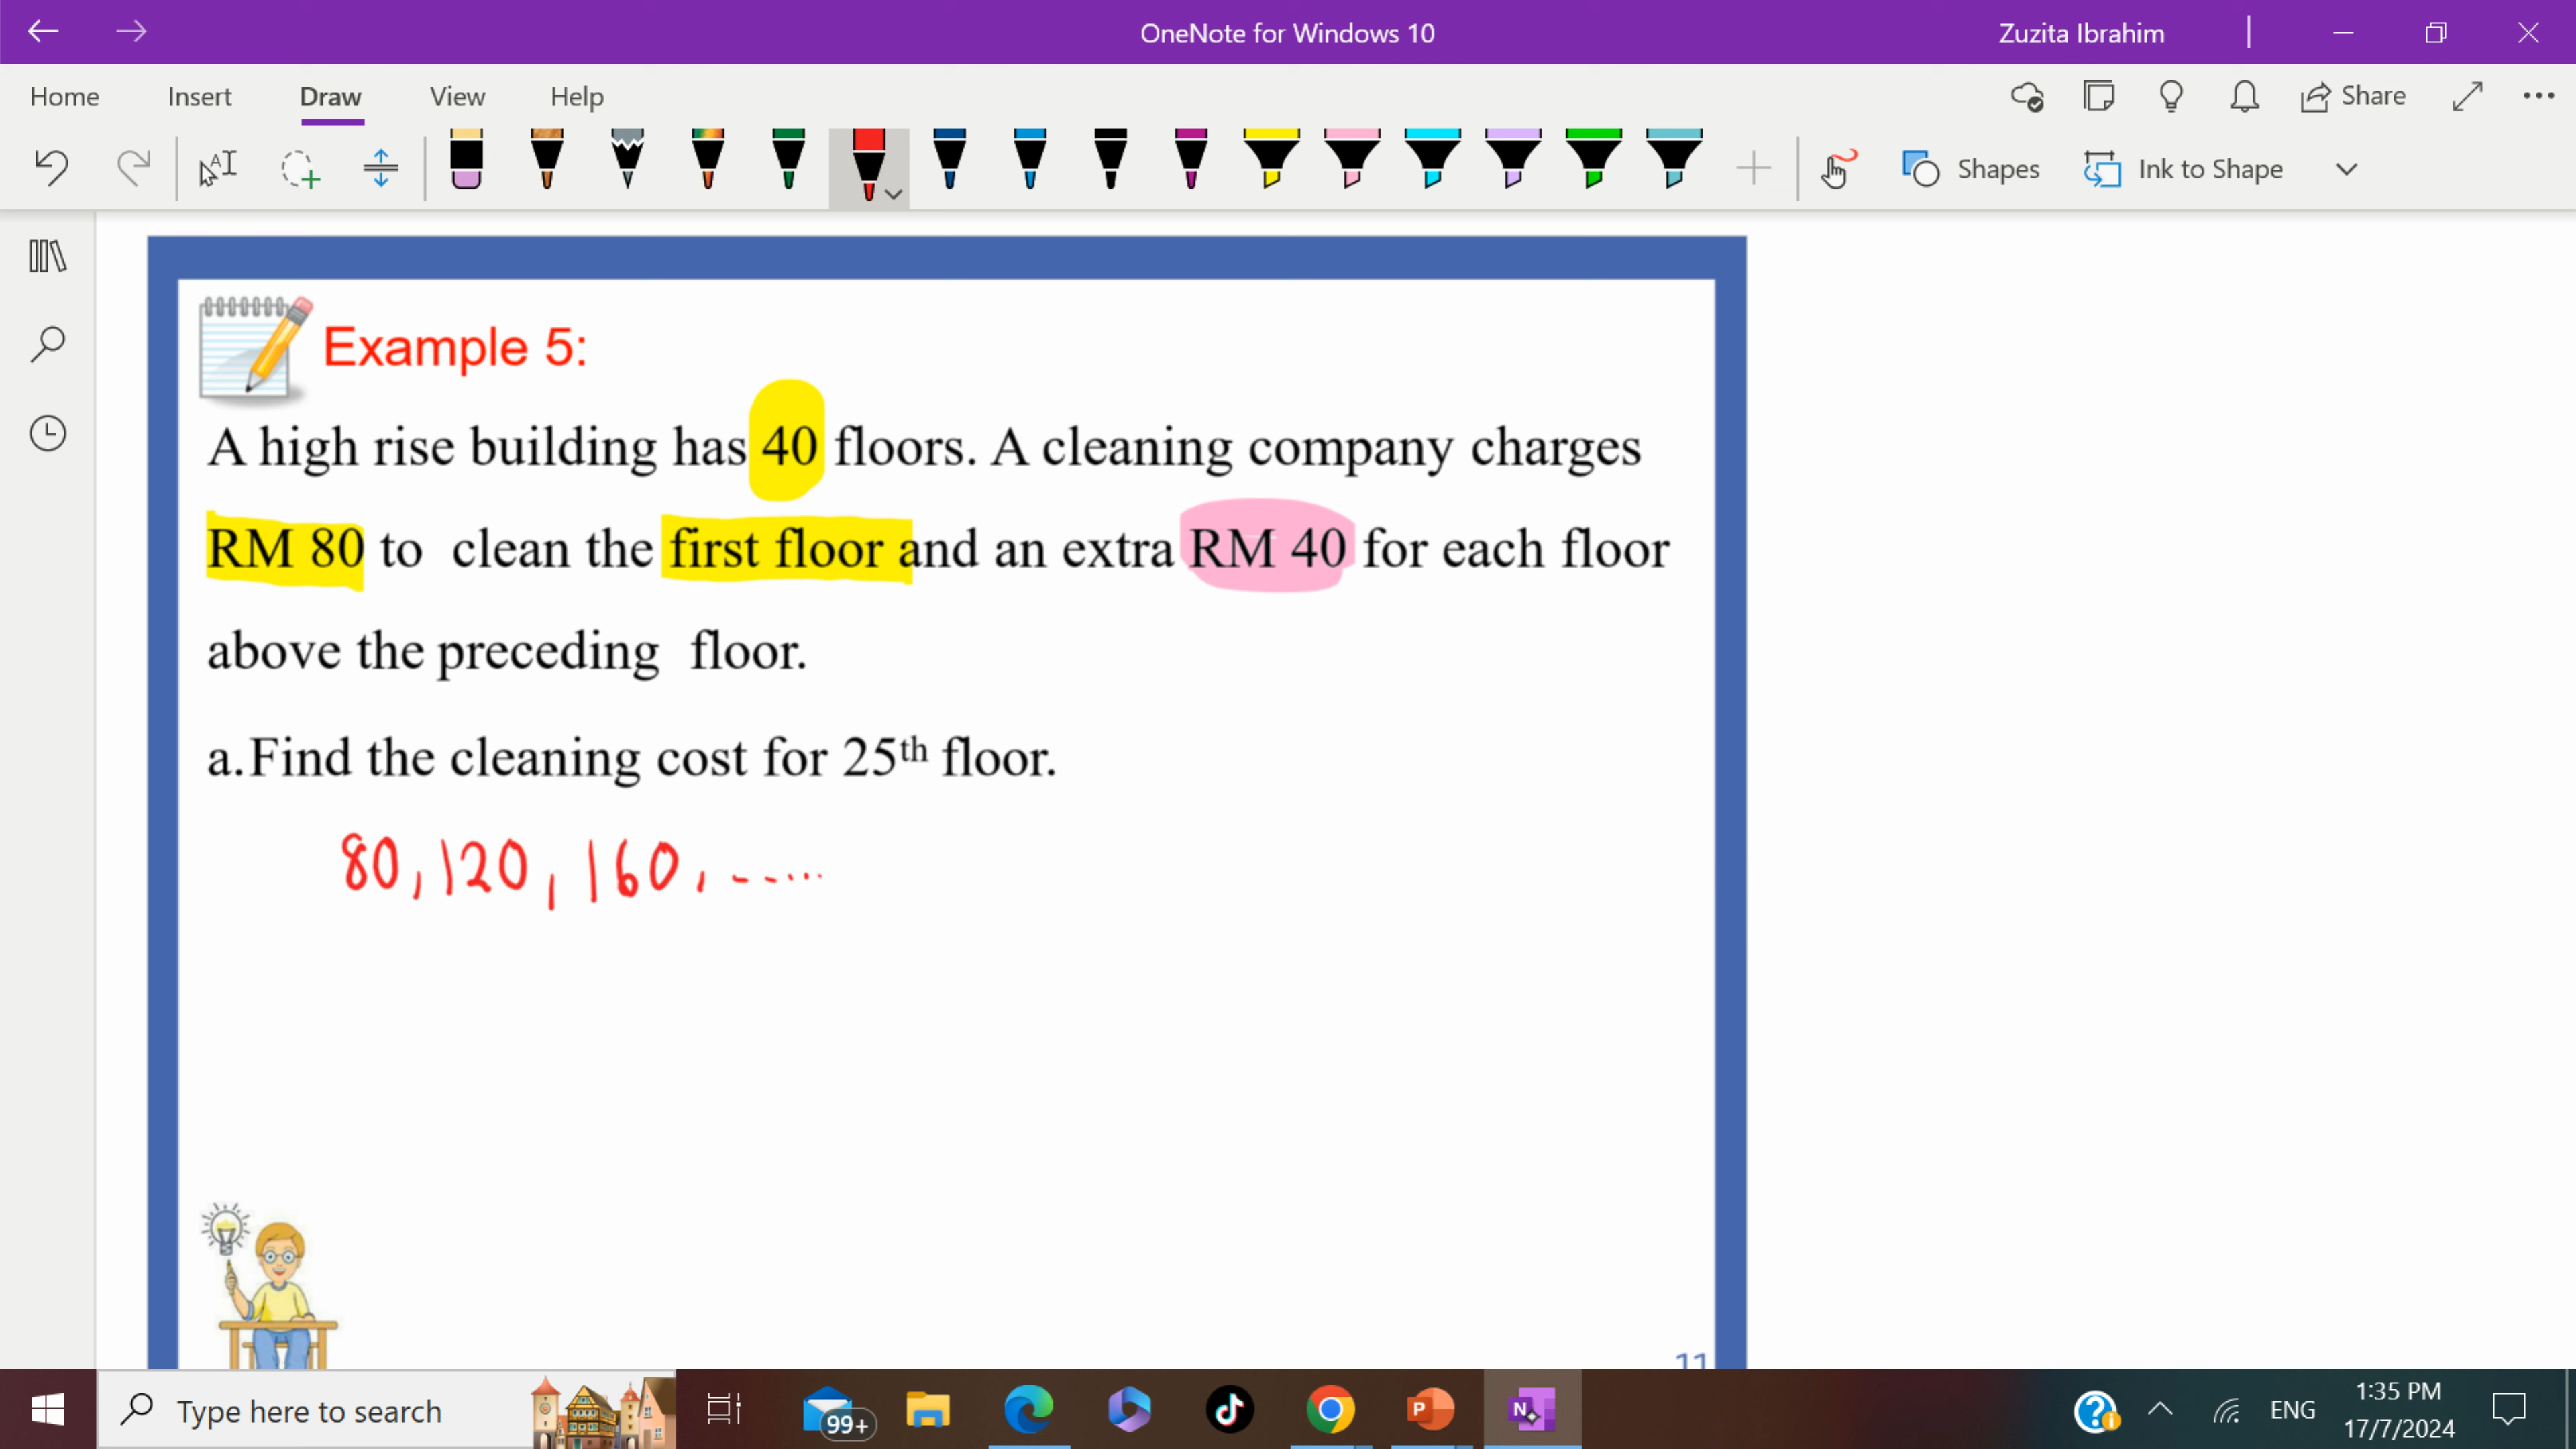 OneNote for Windows 10
Zuzita Ibrahim
Home Insert Draw View Help
Share
Shapes
Ink to Shape
Example 5:
A high rise building has 40 floors. A cleaning company charges
RM 80 to clean the first floor and an extra RM 40 for each floor
above the preceding floor.
a. Find the cleaning cost for 25th floor.
80, 120, 160, .......
11
Type here to search
99+
ENG
1:35 PM
17/7/2024